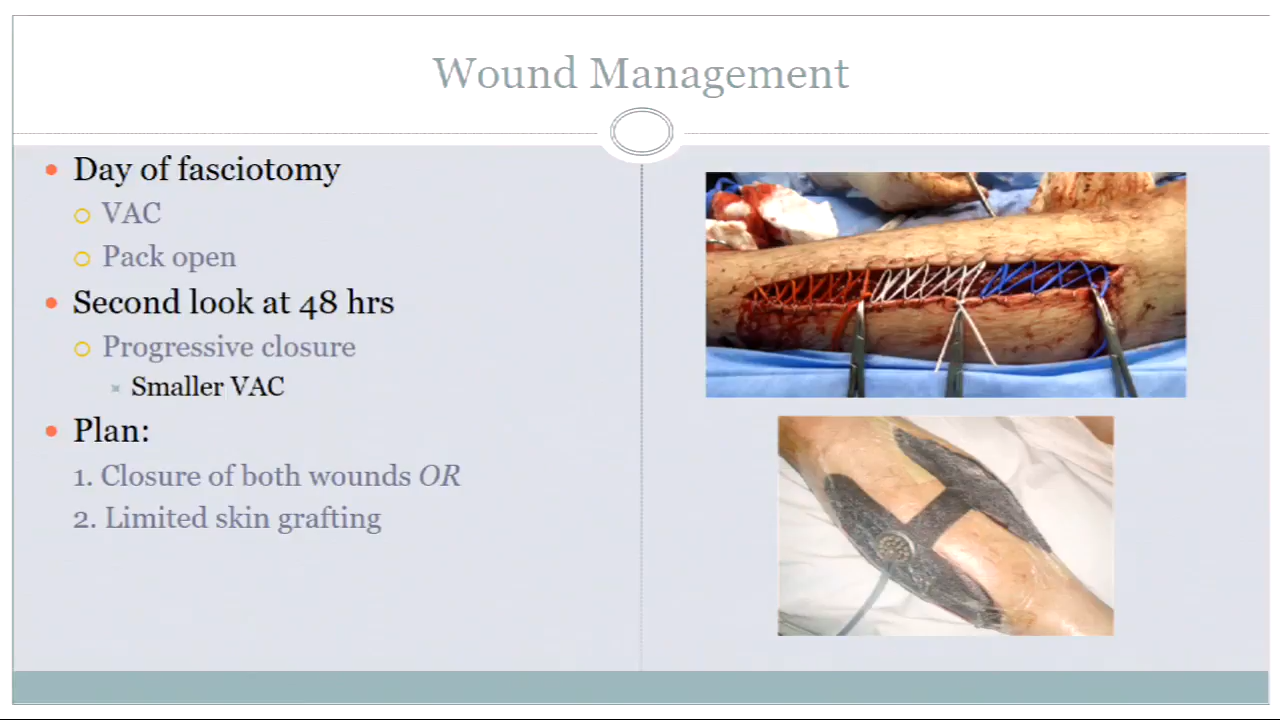 Wound Management
Day of fasciotomy
VAC
Pack open
Second look at 48 hrs
Progressive closure
Smaller VAC
Plan:
1. Closure of both wounds OR
2. Limited skin grafting